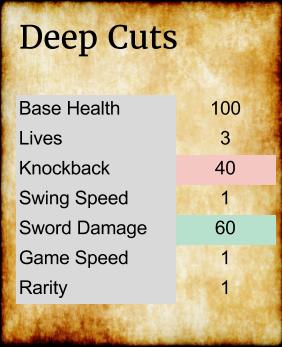 Deep Cuts
Base Health 100
Lives 3
Knockback 40
Swing Speed 1
Sword Damage 60
Game Speed 1
Rarity 1